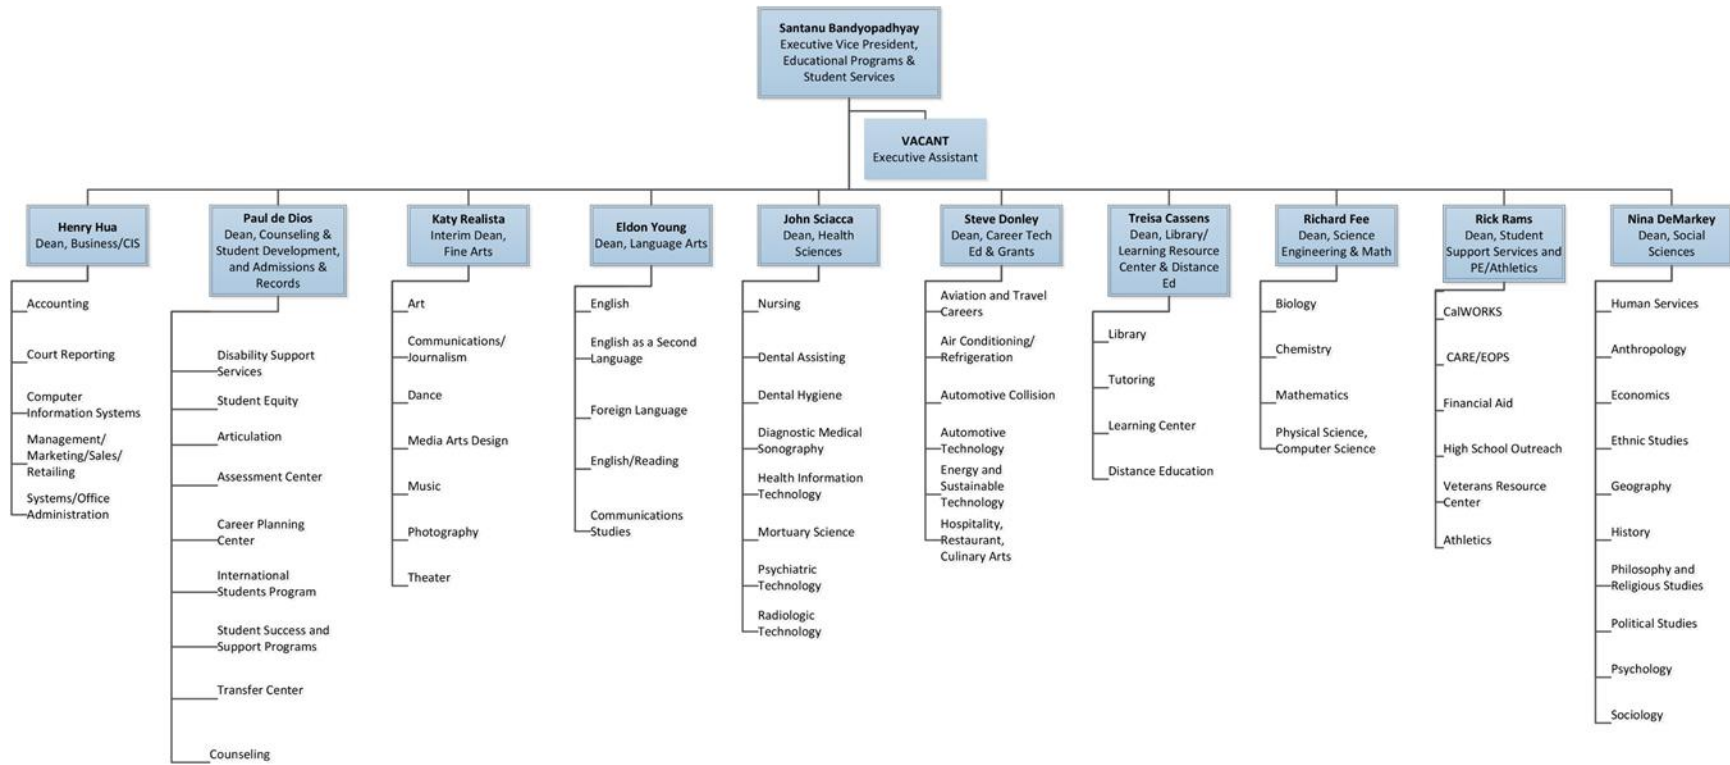 Santanu Bandyopadhyay
Executive Vice President,
Educational Programs &
Student Services
VACANT
Executive Assistant
Henry Hua
Dean, Business/CIS
Accounting
Court Reporting
Computer
Information Systems
Management/
Marketing/Sales/
Retailing
Systems/Office
Administration
Paul de Dios
Dean, Counseling &
Student Development,
and Admissions &
Records
Disability Support
Services
Student Equity
Articulation
Assessment Center
Career Planning
Center
International
Students Program
Student Success and
Support Programs
Transfer Center
Counseling
Katy Realista
Interim Dean,
Fine Arts
Art
Communications/
Journalism
Dance
Media Arts Design
Music
Photography
Theater
Eldon Young
Dean, Language Arts
English
English as a Second
Language
Foreign Language
English/Reading
Communications
Studies
John Sciacca
Dean, Health
Sciences
Nursing
Dental Assisting
Dental Hygiene
Diagnostic Medical
Sonography
Health Information
Technology
Mortuary Science
Psychiatric
Technology
Radiologic
Technology
Steve Donley
Dean, Career Tech
Ed & Grants
Aviation and Travel
Careers
Air Conditioning/
Refrigeration
Automotive Collision
Automotive
Technology
Energy and
Sustainable
Technology
Hospitality,
Restaurant,
Culinary Arts
Treisa Cassens
Dean, Library/
Learning Resource
Center & Distance
Ed
Library
Tutoring
Learning Center
Distance Education
Richard Fee
Dean, Science
Engineering & Math
Biology
Chemistry
Mathematics
Physical Science,
Computer Science
Rick Rams
Dean, Student
Support Services and
PE/Athletics
CalWORKS
CARE/EOPS
Financial Aid
High School Outreach
Veterans Resource
Center
Athletics
Nina DeMarkey
Dean, Social
Sciences
Human Services
Anthropology
Economics
Ethnic Studies
Geography
History
Philosophy and
Religious Studies
Political Studies
Psychology
Sociology